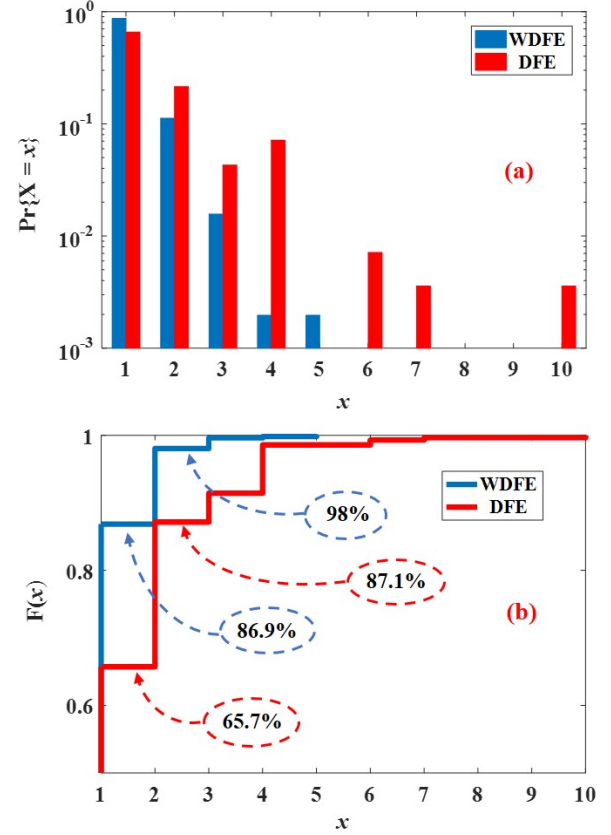 10^0
10^-1
10^-2
10^-3
Pr{X = x}
WDFE
DFE
(a)
1 2 3 4 5 6 7 8 9 10
x
1
0.8
0.6
F(x)
WDFE
DFE
98%
87.1%
86.9%
65.7%
(b)
1 2 3 4 5 6 7 8 9 10
x